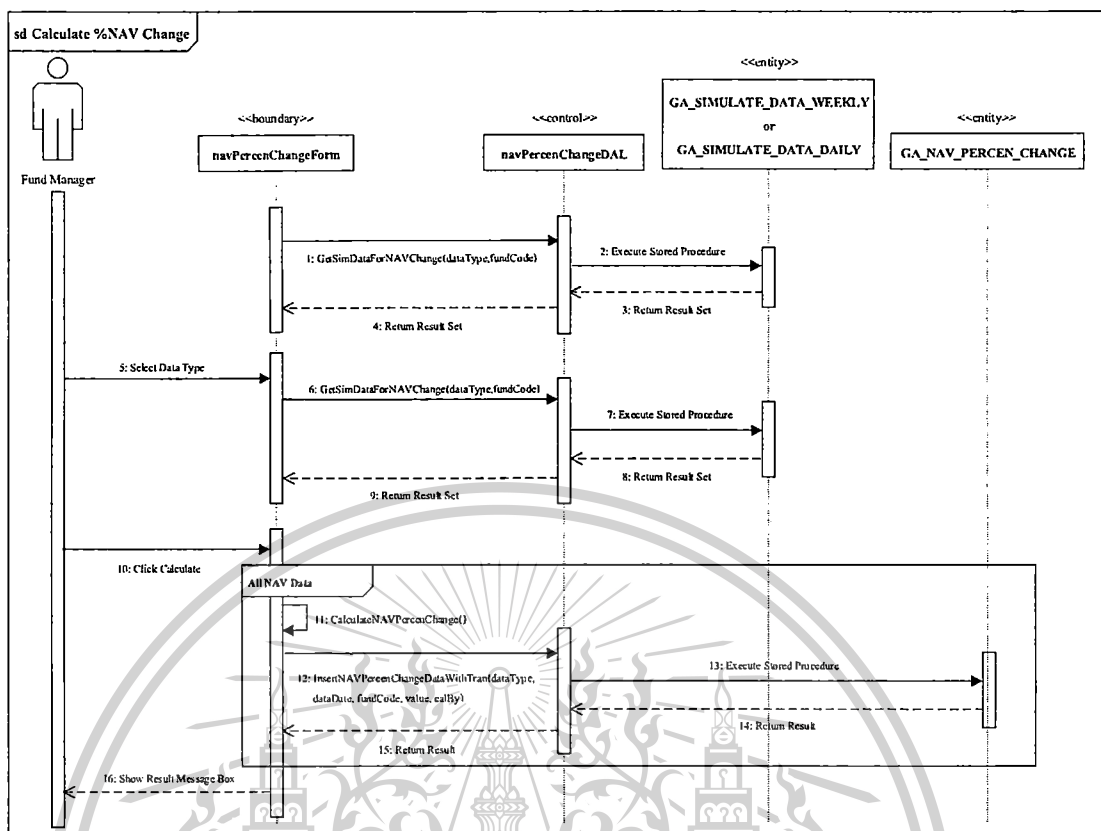 sd Calculate %NAV Change
Fund Manager
<<boundary>>
navPercenChangeForm
<<control>>
navPercenChangeDAL
<<entity>>
GA_SIMULATE_DATA_WEEKLY
or
GA_SIMULATE_DATA_DAILY
<<entity>>
GA_NAV_PERCEN_CHANGE
1: GetSimDataForNAVChange(dataType,fundCode)
2: Execute Stored Procedure
3: Return Result Set
4: Return Result Set
5: Select Data Type
6: GetSimDataForNAVChange(dataType,fundCode)
7: Execute Stored Procedure
8: Return Result Set
9: Return Result Set
10: Click Calculate
All NAV Data
11: CalculateNAVPercenChange()
12: InsertNAVPercenChangeDataWithTran(dataType,
dataDate, fundCode, value, calBy)
13: Execute Stored Procedure
14: Return Result
15: Return Result
16: Show Result Message Box